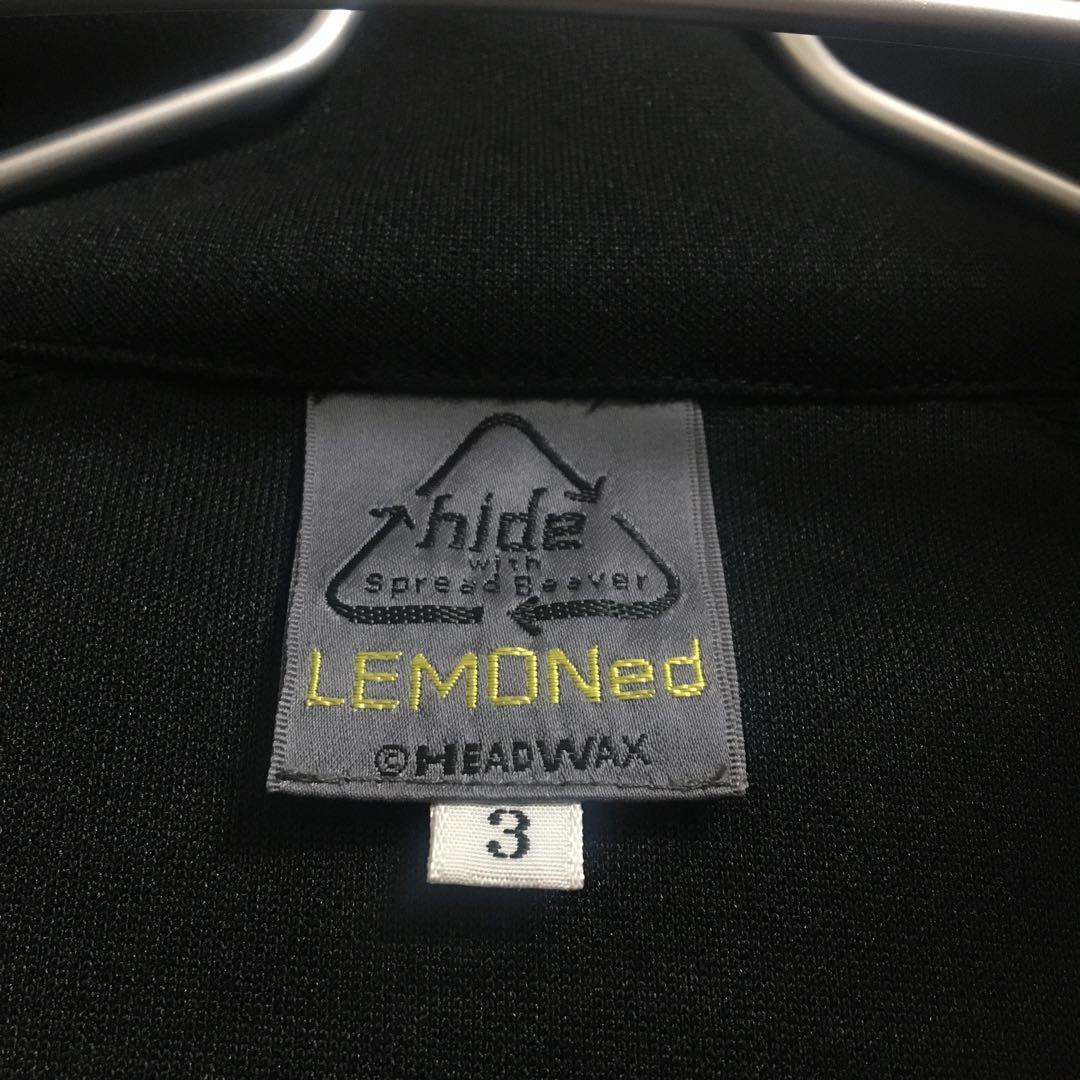 hide
with
Spread Beaver
LEMONed
©HEADWAX
3